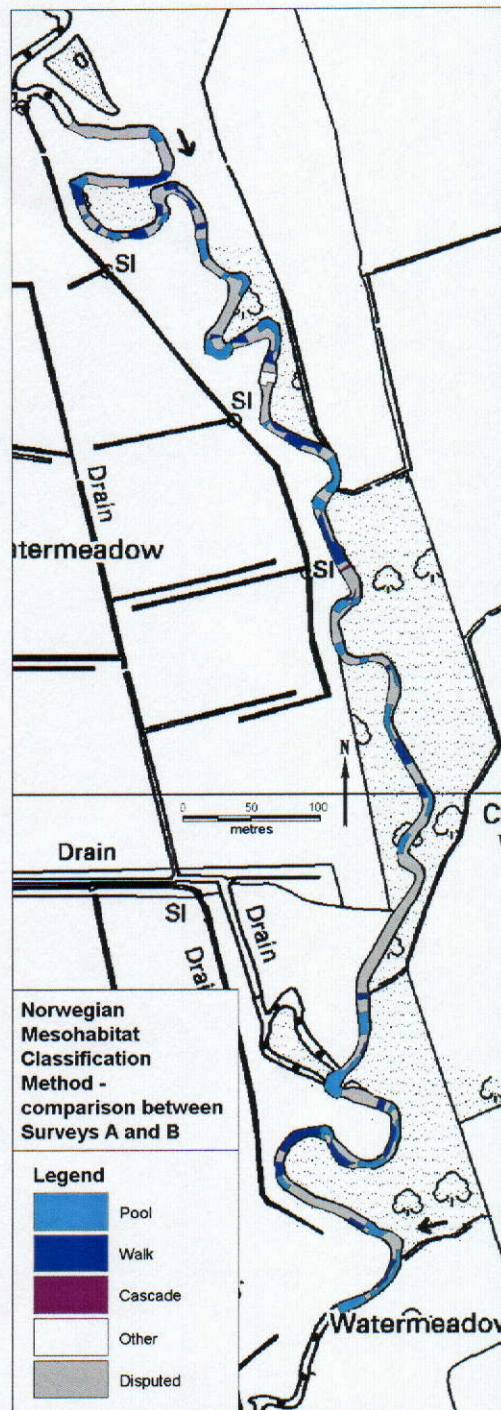 SI
SI
Drain
atermeadow
SI
N
0 50 100
metres
C
Drain
SI
Drain
Drai
Norwegian
Mesohabitat
Classification
Method -
comparison between
Surveys A and B
Legend
Pool
Walk
Cascade
Other
Disputed
Watermeadow